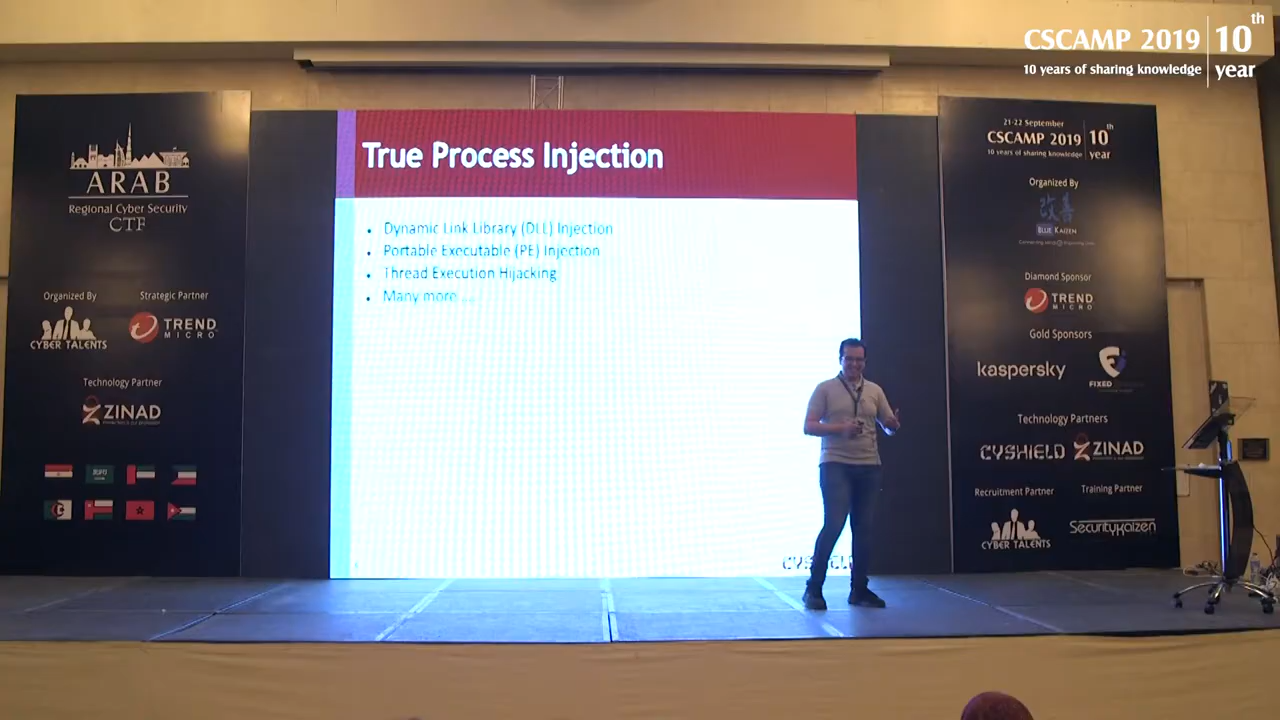 CSCAMP 2019 10th year
10 years of sharing knowledge
ARAB
Regional Cyber Security
CTF
Organized By
Strategic Partner
CYBER TALENTS
TREND MICRO
Technology Partner
ZINAD
True Process Injection
• Dynamic Link Library (DLL) Injection
• Portable Executable (PE) Injection
• Thread Execution Hijacking
• Many more ...
CYSHIELD
21-22 September
CSCAMP 2019 10th year
10 years of sharing knowledge
Organized By
改善
BLUE KAIZEN
Diamond Sponsor
TREND MICRO
Gold Sponsors
kaspersky
FIXED
Technology Partners
CYSHIELD
ZINAD
Recruitment Partner
Training Partner
CYBER TALENTS
Securitykaizen